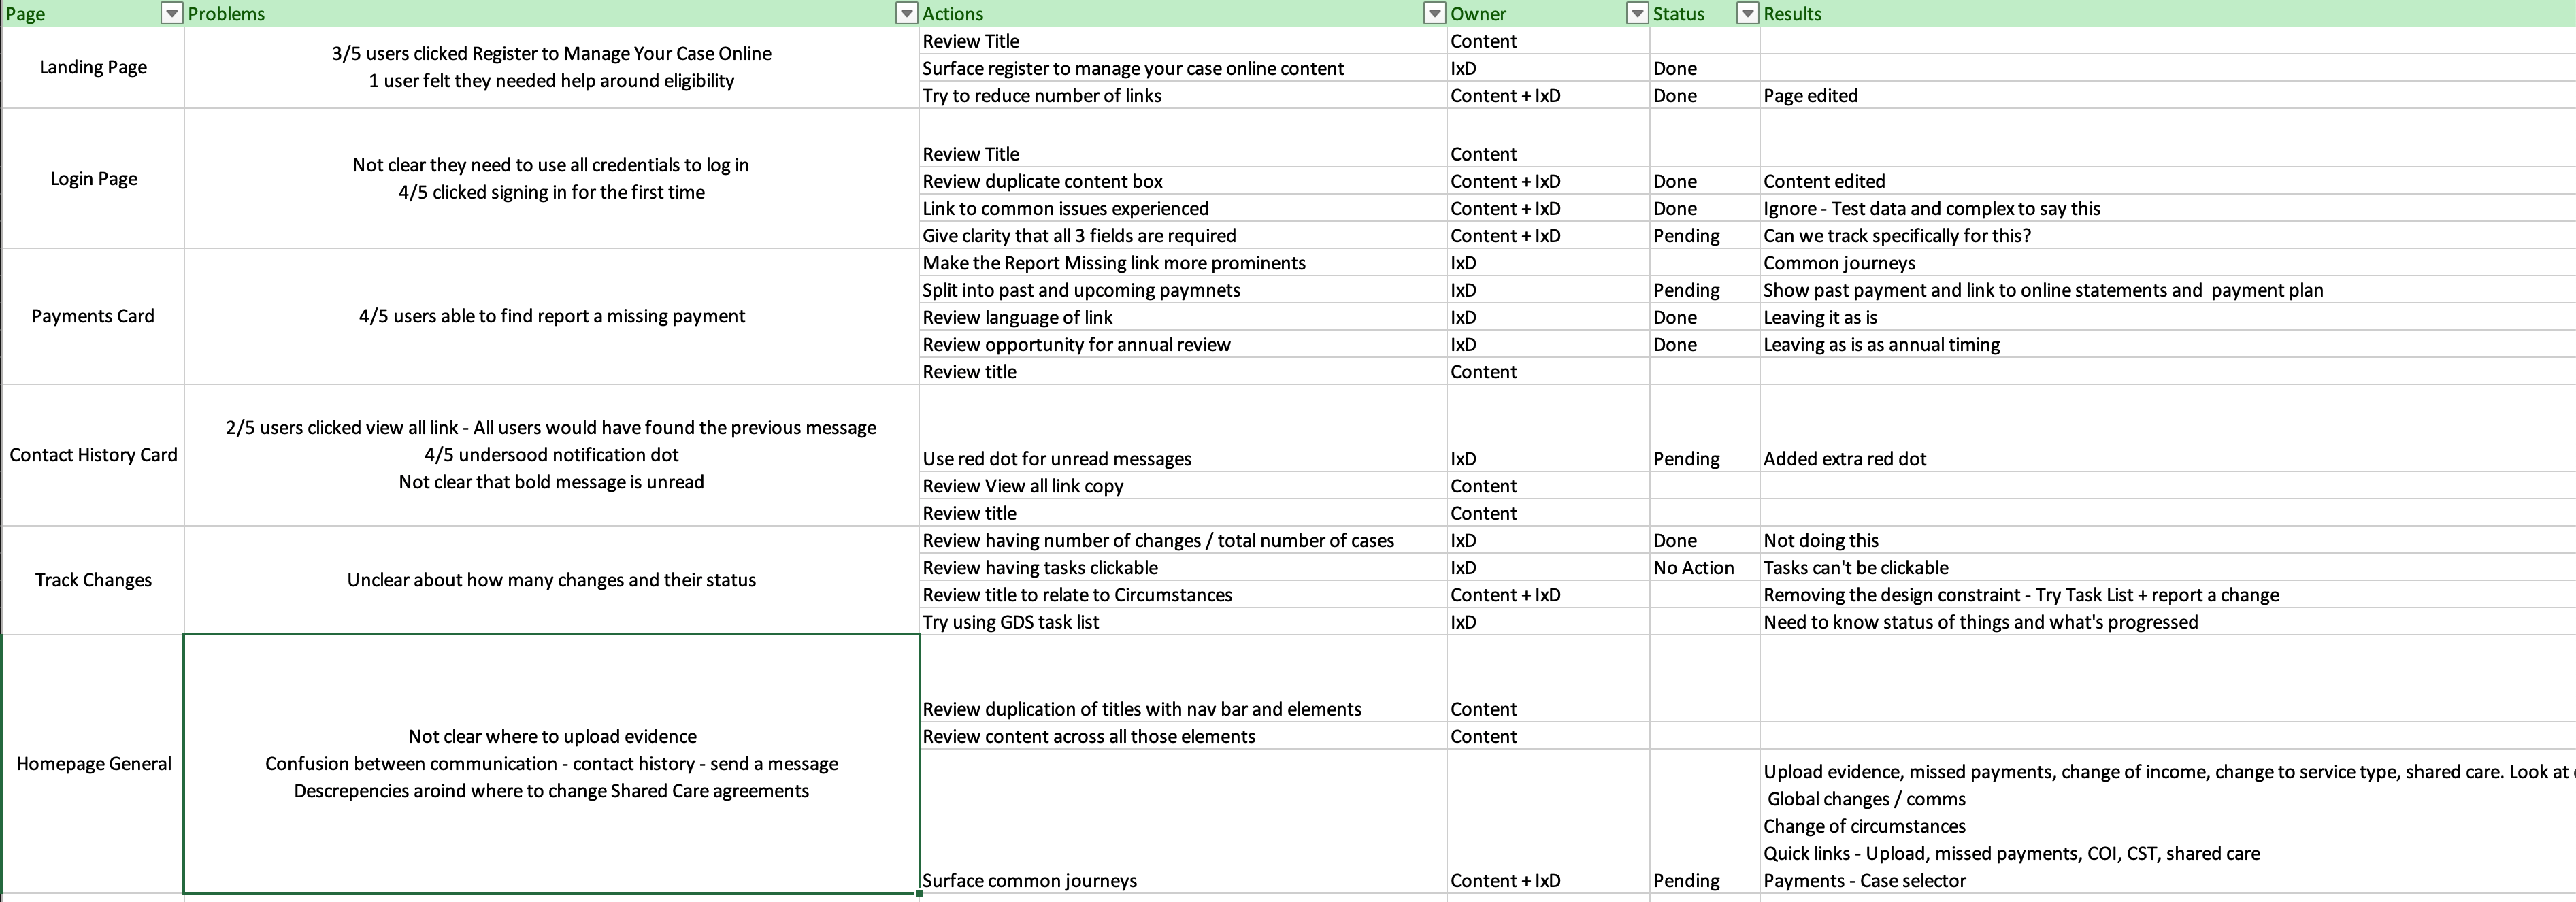 Page Problems Actions Owner Status Results
Landing Page
3/5 users clicked Register to Manage Your Case Online
1 user felt they needed help around eligibility
Review Title Content
Surface register to manage your case online content IxD Done
Try to reduce number of links Content + IxD Done Page edited
Login Page
Not clear they need to use all credentials to log in
4/5 clicked signing in for the first time
Review Title Content
Review duplicate content box Content + IxD Done Content edited
Link to common issues experienced Content + IxD Done Ignore - Test data and complex to say this
Give clarity that all 3 fields are required Content + IxD Pending Can we track specifically for this?
Payments Card
4/5 users able to find report a missing payment
Make the Report Missing link more prominents IxD Common journeys
Split into past and upcoming paymnets IxD Pending Show past payment and link to online statements and  payment plan
Review language of link IxD Done Leaving it as is
Review opportunity for annual review IxD Done Leaving as is as annual timing
Review title Content
Contact History Card
2/5 users clicked view all link - All users would have found the previous message
4/5 undersood notification dot
Not clear that bold message is unread
Use red dot for unread messages IxD Pending Added extra red dot
Review View all link copy Content
Review title Content
Track Changes
Unclear about how many changes and their status
Review having number of changes / total number of cases IxD Done Not doing this
Review having tasks clickable IxD No Action Tasks can't be clickable
Review title to relate to Circumstances Content + IxD Removing the design constraint - Try Task List + report a change
Try using GDS task list IxD Need to know status of things and what's progressed
Homepage General
Not clear where to upload evidence
Confusion between communication - contact history - send a message
Descrepencies aroind where to change Shared Care agreements
Review duplication of titles with nav bar and elements Content
Review content across all those elements Content
Surface common journeys Content + IxD Pending
Upload evidence, missed payments, change of income, change to service type, shared care. Look at
Global changes / comms
Change of circumstances
Quick links - Upload, missed payments, COI, CST, shared care
Payments - Case selector